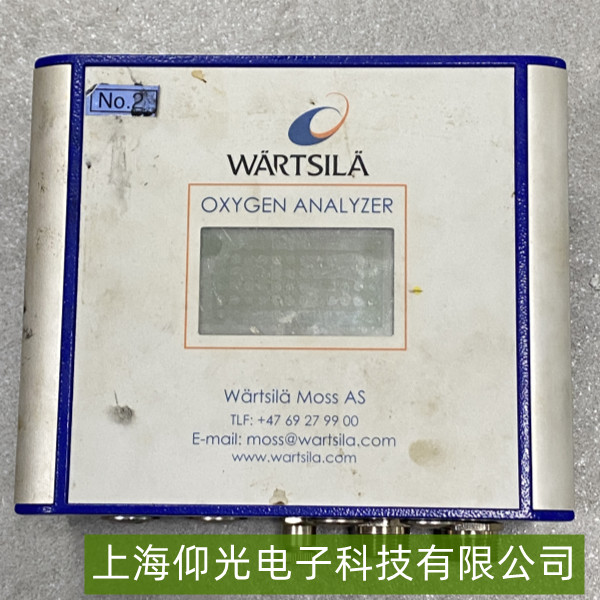 No.2
WÄRTSILÄ
OXYGEN ANALYZER
Wärtsilä Moss AS
TLF: +47 69 27 99 00
E-mail: moss@wartsila.com
www.wartsila.com
上海仰光电子科技有限公司